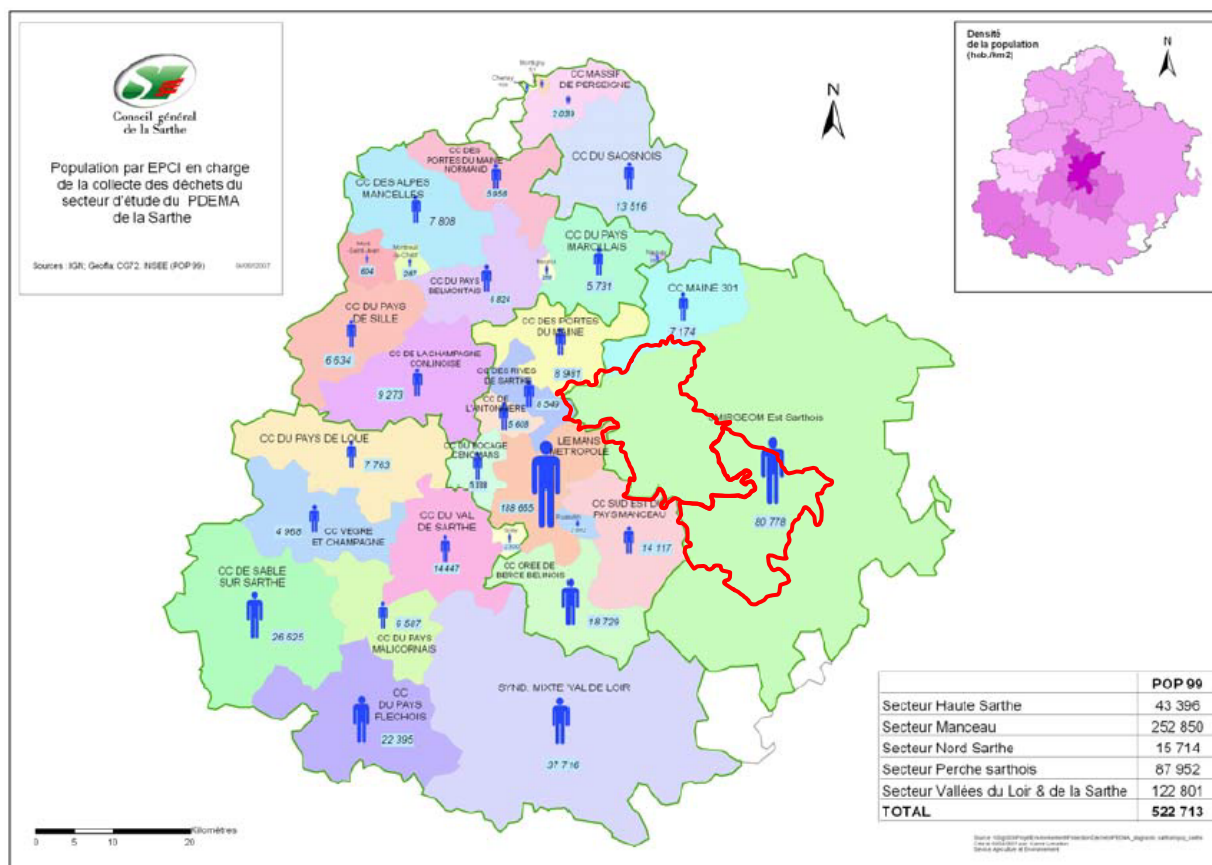 Conseil général
de la Sarthe
Population par EPCI en charge
de la collecte des déchets du
secteur d'étude du PDEMA
de la Sarthe
Sources : IGN; Geofla; CG72, INSEE (POP 99)
Densité
de la population
(hab./km2)
N
N
CC MASSIF
DE PERSEIGNE
CC DES
PORTES DU MAINE
NORMAND
5 958
CC DU SAOSNOIS
13 516
CC DES ALPES
MANCELLES
7 808
CC DU PAYS
MAROLLAIS
5 731
CC DU PAYS
BELMONTAIS
604
CC MAINE 301
7 174
CC DU PAYS
DE SILLE
6 634
CC DES PORTES
DU MAINE
8 981
CC DE LA CHAMPAGNE
CONLINOISE
9 273
CC DES RIVES
DE SARTHE
8 549
CC DE
L'ANTONNIERE
5 608
SMIRGEOM Est Sarthois
80 778
CC DU PAYS DE LOUE
7 763
CC DU BOCAGE
CENOMANS
LE MANS
METROPOLE
188 665
4 968
CC VEGRE
ET CHAMPAGNE
CC DU VAL
DE SARTHE
14 447
CC SUD EST DU
PAYS MANCEAU
14 117
CC OREE DE
BERCE BELINOIS
18 729
CC DE SABLE
SUR SARTHE
26 625
CC DU PAYS
MALICORNAIS
CC
DU PAYS
FLECHOIS
22 395
SYND. MIXTE VAL DE LOIR
37 716
POP 99
Secteur Haute Sarthe 43 396
Secteur Manceau 252 850
Secteur Nord Sarthe 15 714
Secteur Perche sarthois 87 952
Secteur Vallées du Loir & de la Sarthe 122 801
TOTAL 522 713
Kilomètres
0 5 10 20